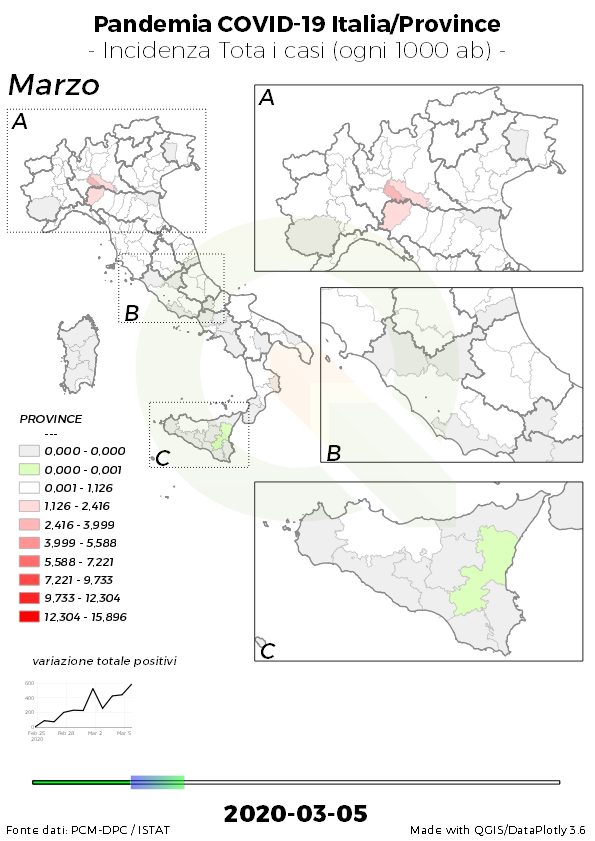 Pandemia COVID-19 Italia/Province
- Incidenza Tota i casi (ogni 1000 ab) -
Marzo
A
A
B
B
C
C
PROVINCE
---
0,000 - 0,000
0,000 - 0,001
0,001 - 1,126
1,126 - 2,416
2,416 - 3,999
3,999 - 5,588
5,588 - 7,221
7,221 - 9,733
9,733 - 12,304
12,304 - 15,896
variazione totale positivi
600
400
200
0
Feb 25 Feb 28 Mar 2 Mar 5
2020
2020-03-05
Fonte dati: PCM-DPC / ISTAT
Made with QGIS/DataPlotly 3.6